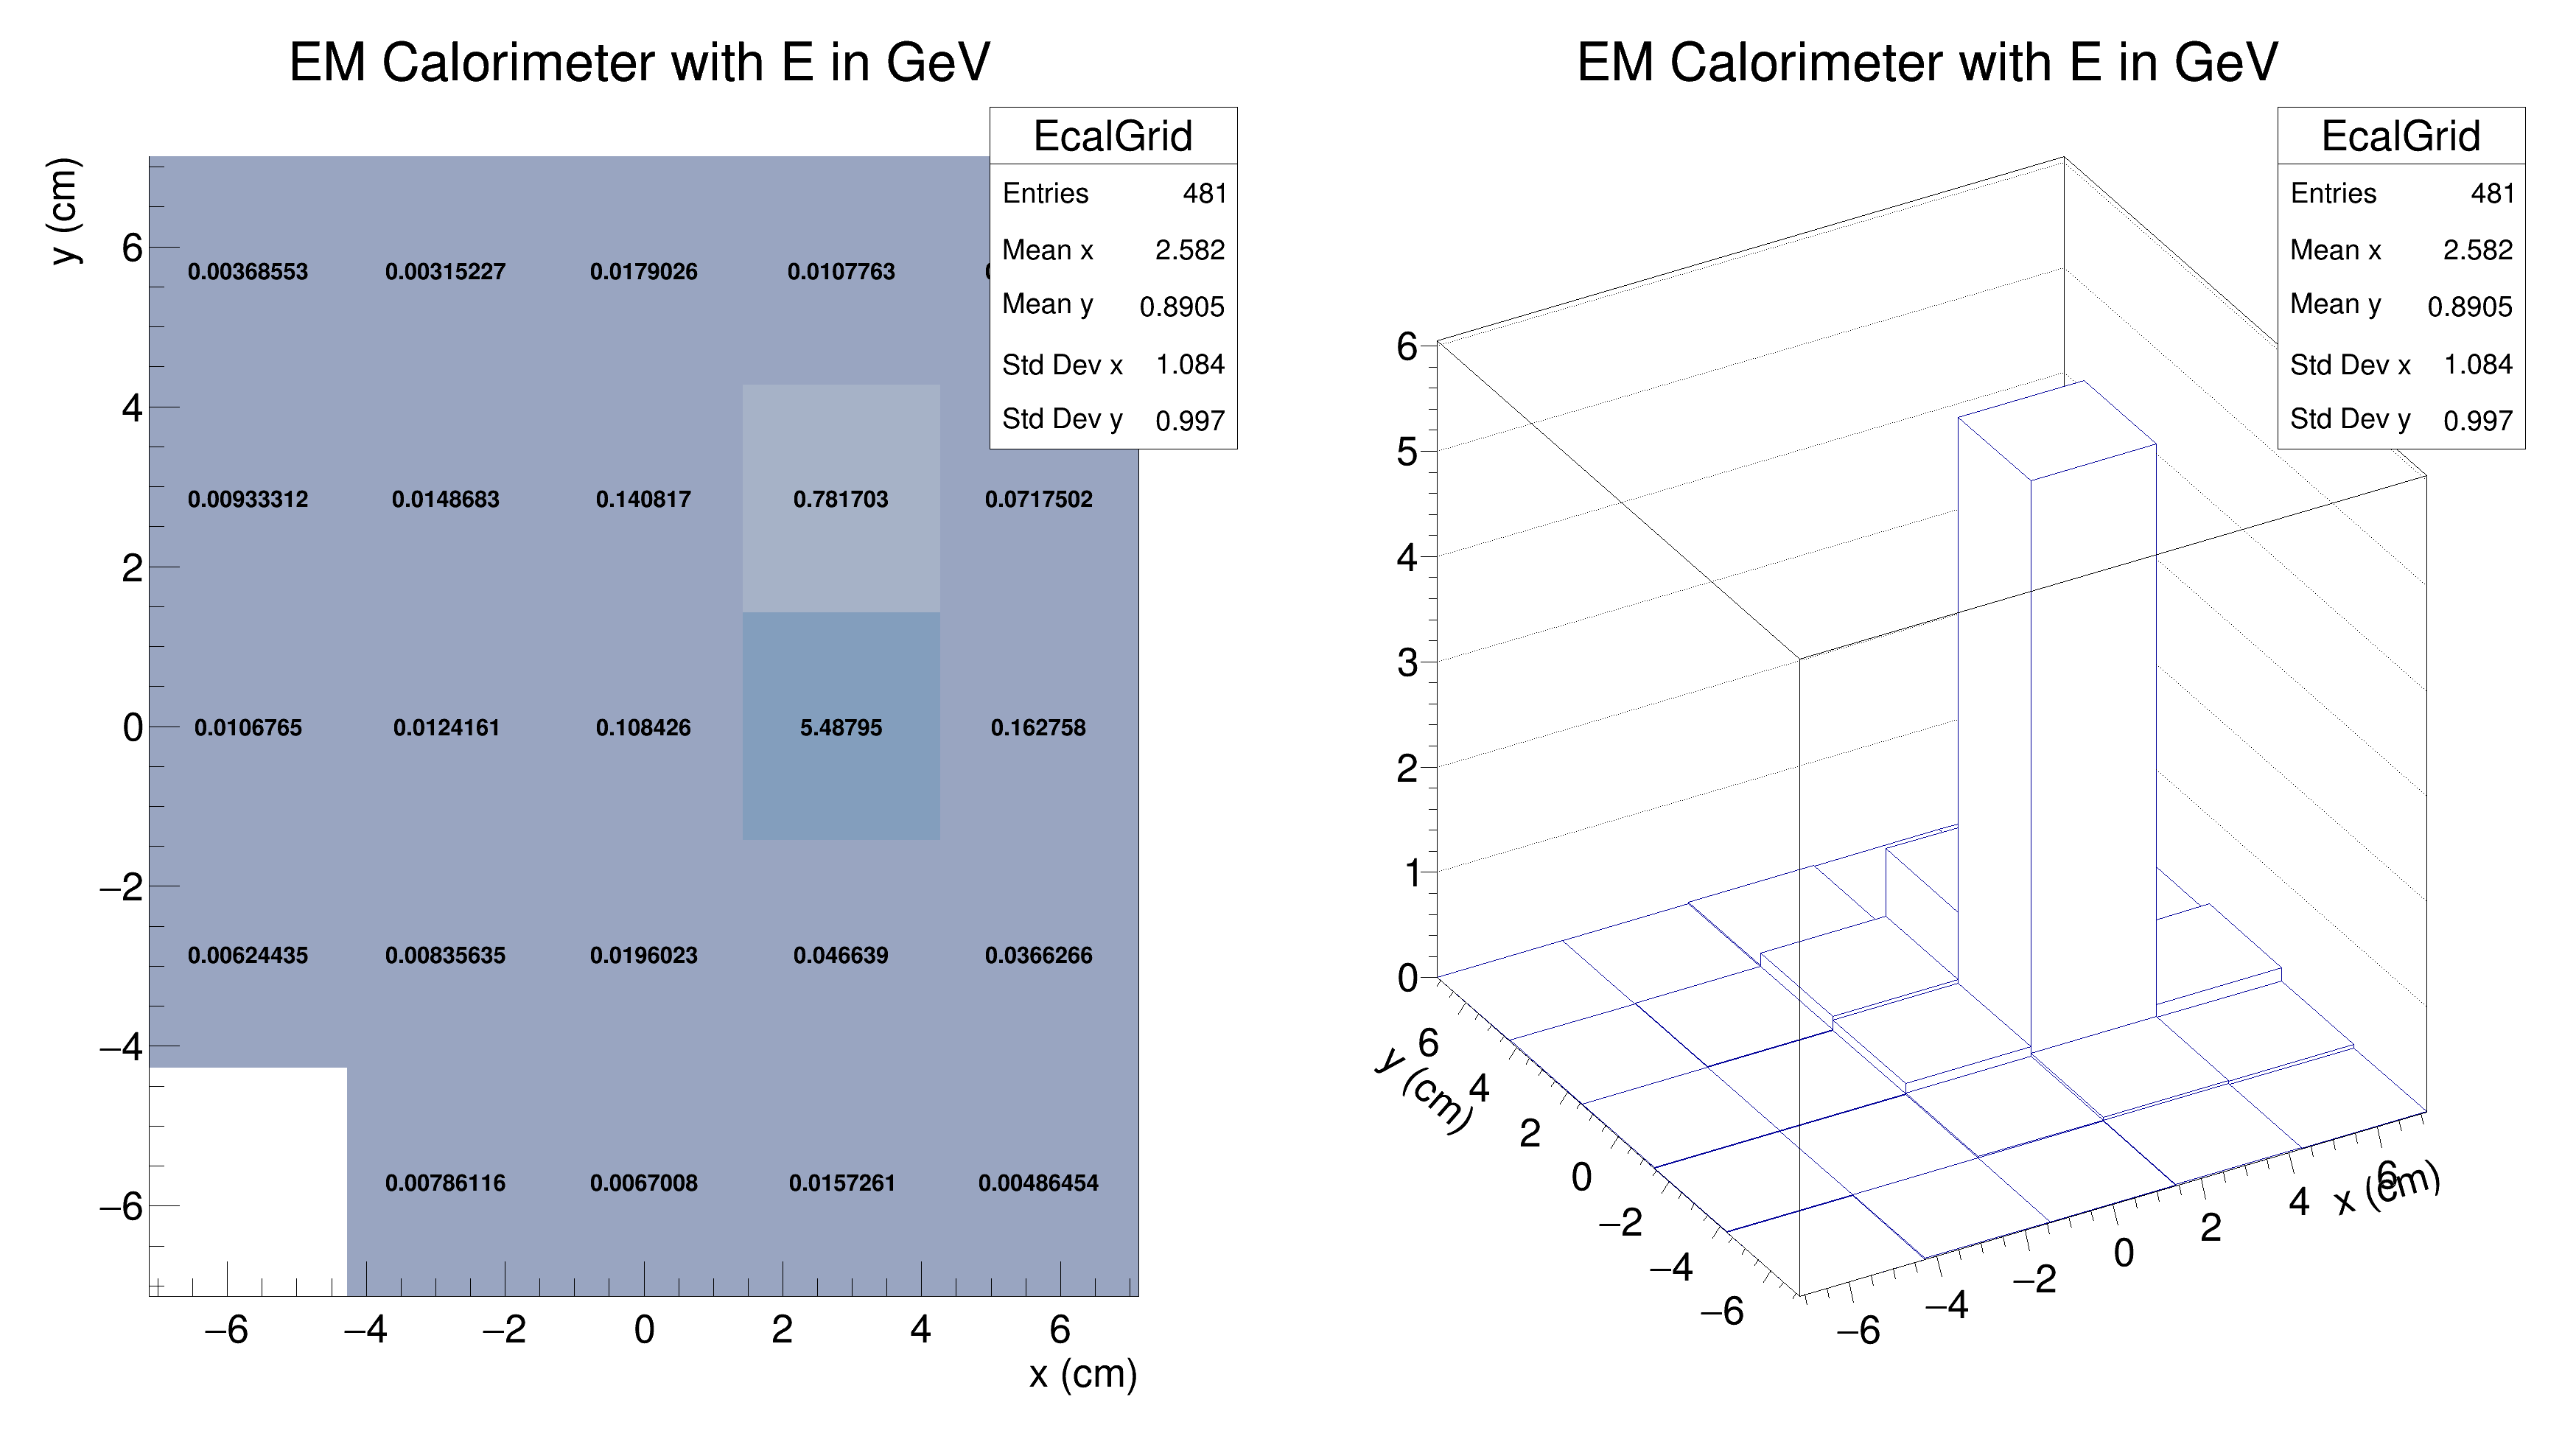 EM Calorimeter with E in GeV
EcalGrid
Entries 481
Mean x 2.582
Mean y 0.8905
Std Dev x 1.084
Std Dev y 0.997
y (cm)
6
0.00368553 0.00315227 0.0179026 0.0107763
4
0.00933312 0.0148683 0.140817 0.781703 0.0717502
2
0
0.0106765 0.0124161 0.108426 5.48795 0.162758
−2
0.00624435 0.00835635 0.0196023 0.046639 0.0366266
−4
0.00786116 0.0067008 0.0157261 0.00486454
−6
−6 −4 −2 0 2 4 6
x (cm)
EM Calorimeter with E in GeV
EcalGrid
Entries 481
Mean x 2.582
Mean y 0.8905
Std Dev x 1.084
Std Dev y 0.997
6
5
4
3
2
1
0
y (cm)
6
4
2
0
−2
−4
−6
−6 −4 −2 0 2 4 6
x (cm)